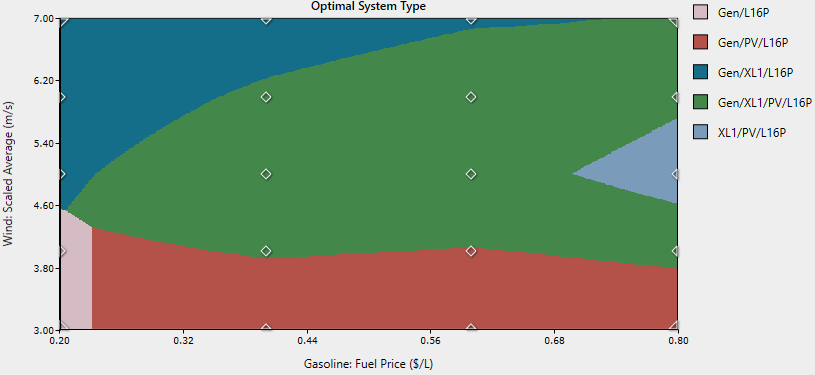 Optimal System Type
7.00
6.20
5.40
4.60
3.80
3.00
Wind: Scaled Average (m/s)
0.20 0.32 0.44 0.56 0.68 0.80
Gasoline: Fuel Price ($/L)
Gen/L16P
Gen/PV/L16P
Gen/XL1/L16P
Gen/XL1/PV/L16P
XL1/PV/L16P